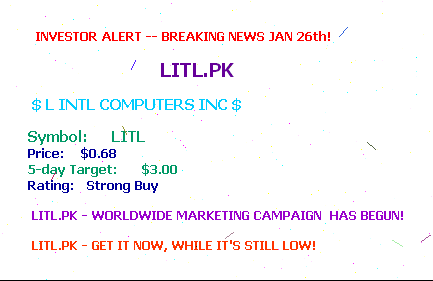 INVESTOR ALERT -- BREAKING NEWS JAN 26th!
LITL.PK
$ L INTL COMPUTERS INC $
Symbol: LITL
Price: $0.68
5-day Target: $3.00
Rating: Strong Buy
LITL.PK - WORLDWIDE MARKETING CAMPAIGN HAS BEGUN!
LITL.PK - GET IT NOW, WHILE IT'S STILL LOW!